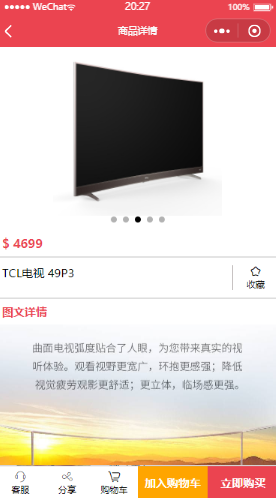 WeChat
20:27
100%
商品详情
$ 4699
TCL电视 49P3
收藏
图文详情
曲面电视弧度贴合了人眼，为您带来真实的视
听体验。观看视野更宽广，环抱更感强；降低
视觉疲劳观影更舒适；更立体，临场感更强。
客服
分享
购物车
加入购物车
立即购买